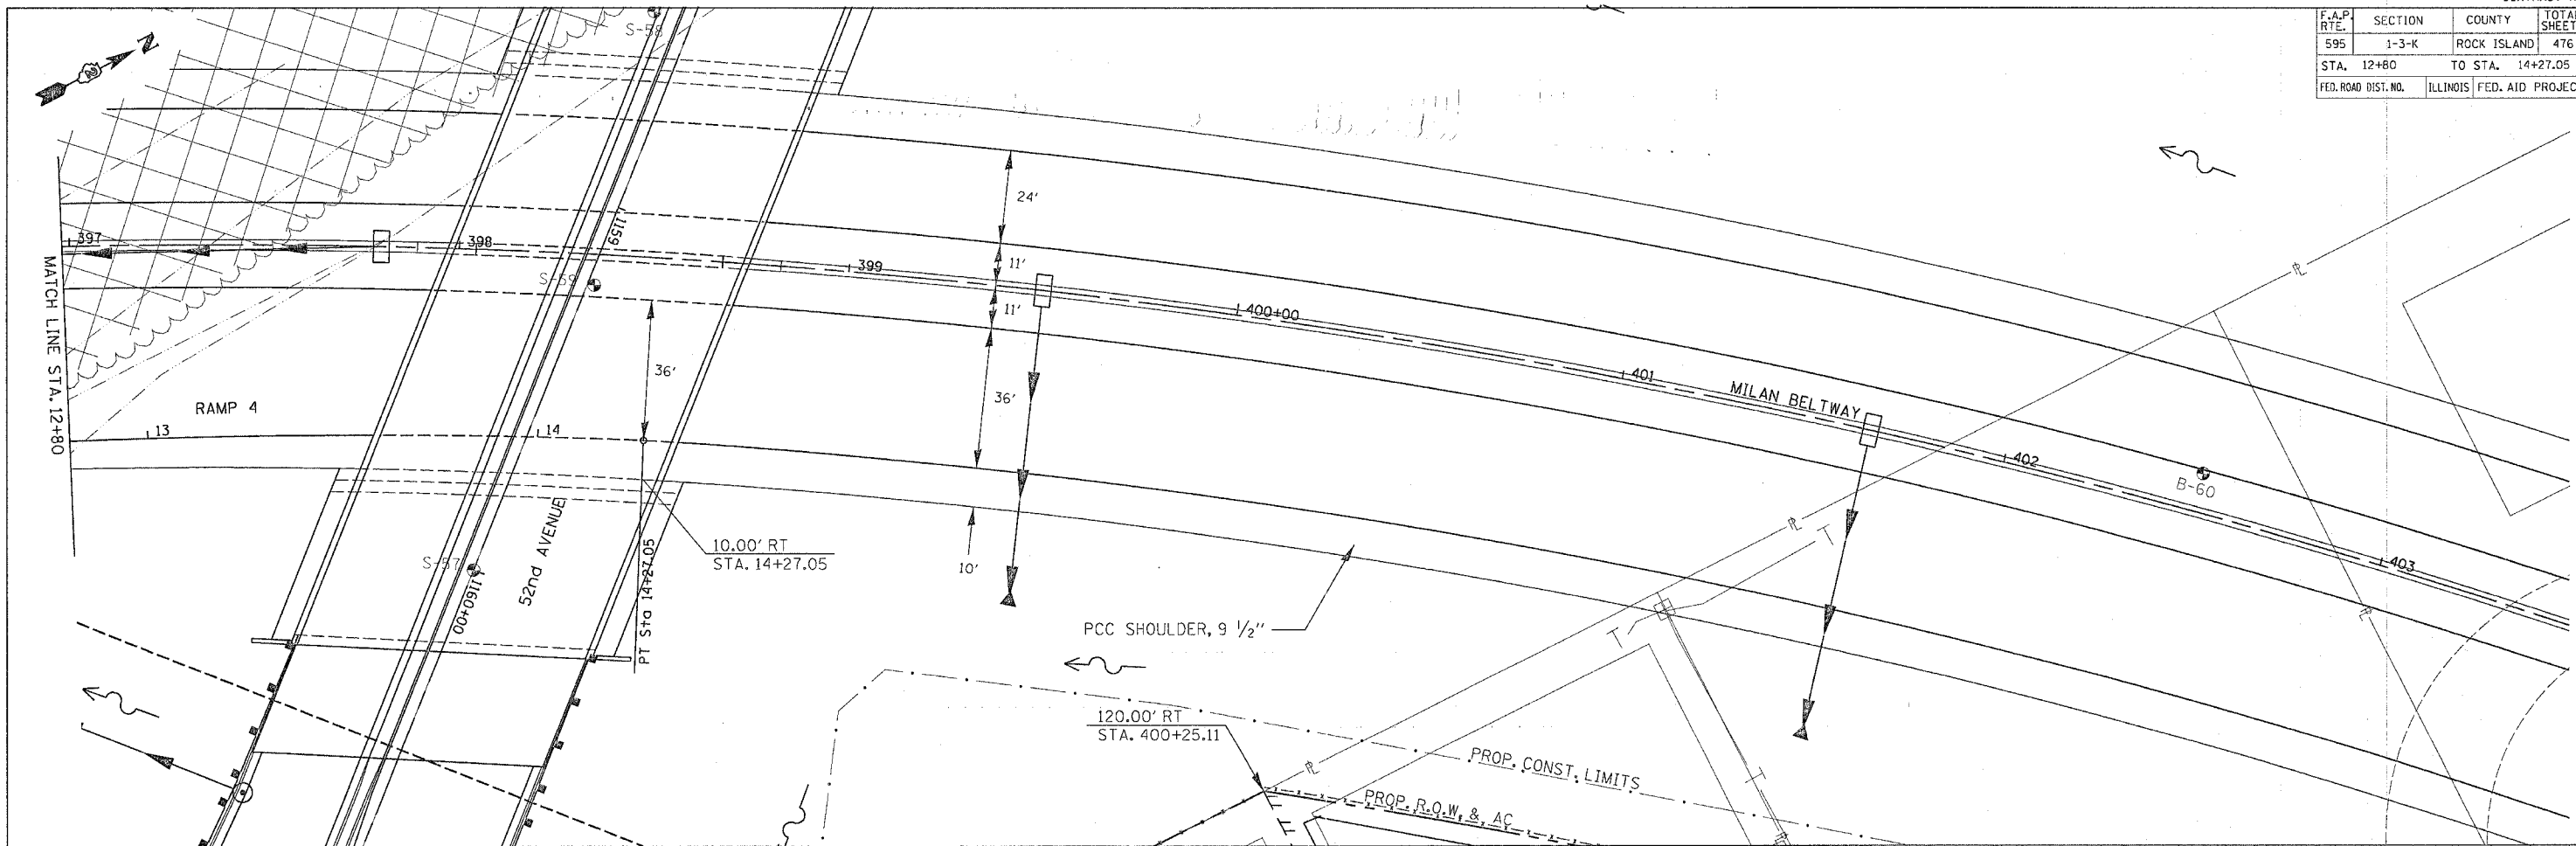 F.A.P. RTE. SECTION COUNTY
595 1-3-K ROCK ISLAND 476
STA. 12+80 TO STA. 14+27.05
FED. ROAD DIST. NO. ILLINOIS FED. AID
N
S-58
24'
1159
397
398
399
11'
S-59
11'
400+00
MATCH LINE STA. 12+80
36'
36'
401
MILAN BELTWAY
RAMP 4
13
14
402
B-60
52nd AVENUE
S-57
1160+00
PT Sta 14+27.05
10.00' RT
STA. 14+27.05
10'
403
PCC SHOULDER, 9 1/2"
120.00' RT
STA. 400+25.11
PROP. CONST. LIMITS
PROP. R.O.W. & AC
℄
℄
℄
T
T
T
T